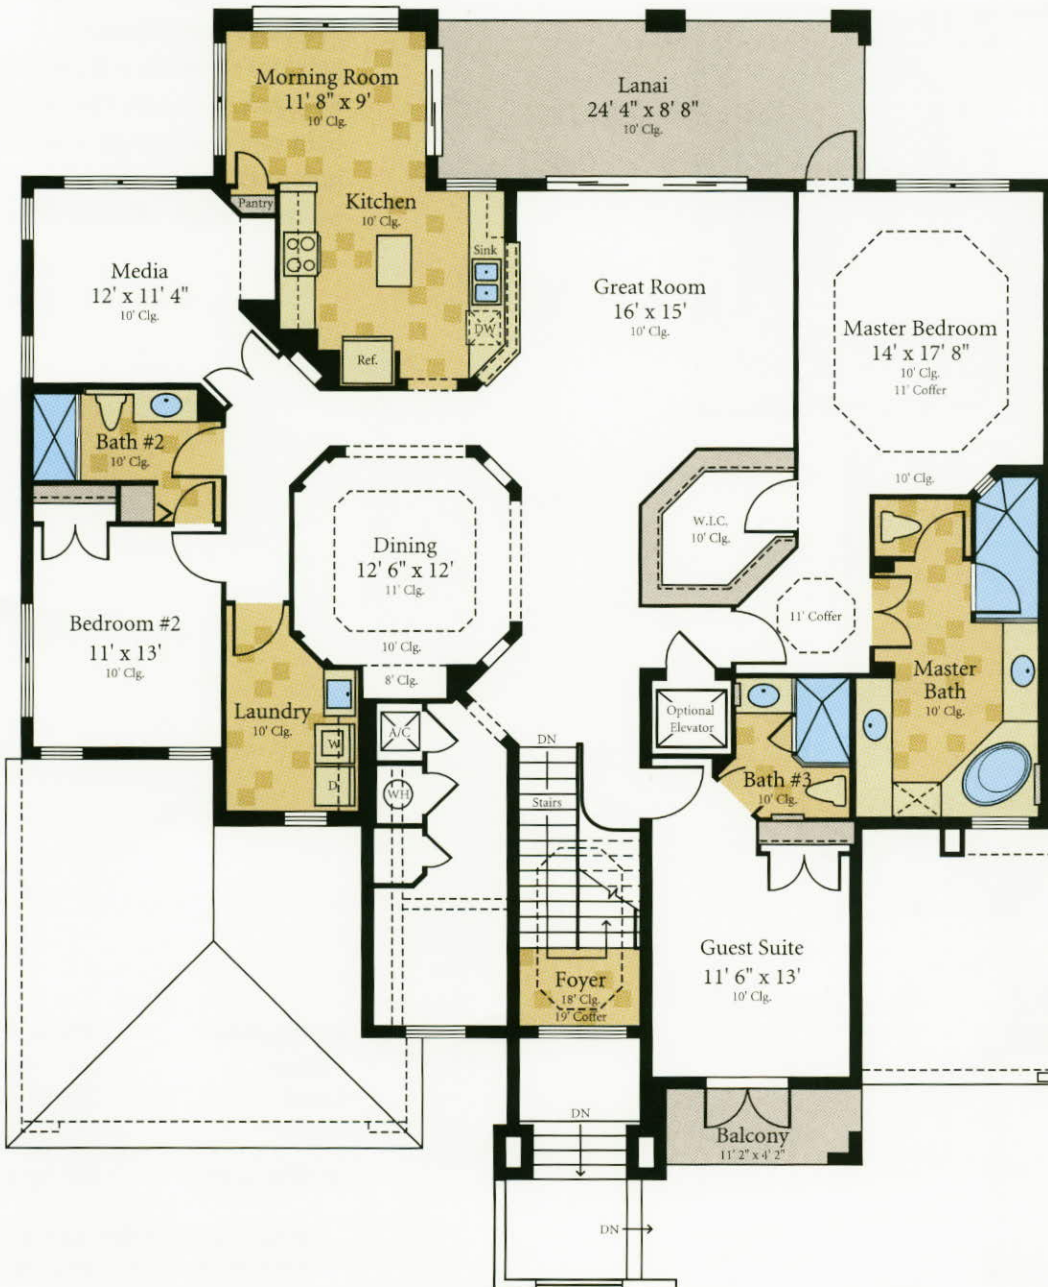 Morning Room
11' 8" x 9'
10' Clg.
Lanai
24' 4" x 8' 8"
10' Clg.
Pantry
Kitchen
10' Clg.
Sink
DW
Ref.
Media
12' x 11' 4"
10' Clg.
Great Room
16' x 15'
10' Clg.
Master Bedroom
14' x 17' 8"
10' Clg.
11' Coffer
10' Clg.
Bath #2
10' Clg.
W.I.C.
10' Clg.
Dining
12' 6" x 12'
11' Clg.
10' Clg.
8' Clg.
11' Coffer
Bedroom #2
11' x 13'
10' Clg.
Master
Bath
10' Clg.
Laundry
10' Clg.
W
D
A/C
WH
Optional
Elevator
DN
Stairs
Bath #3
10' Clg.
Guest Suite
11' 6" x 13'
10' Clg.
Foyer
18' Clg.
19' Coffer
DN
Balcony
11' 2" x 4' 2"
DN